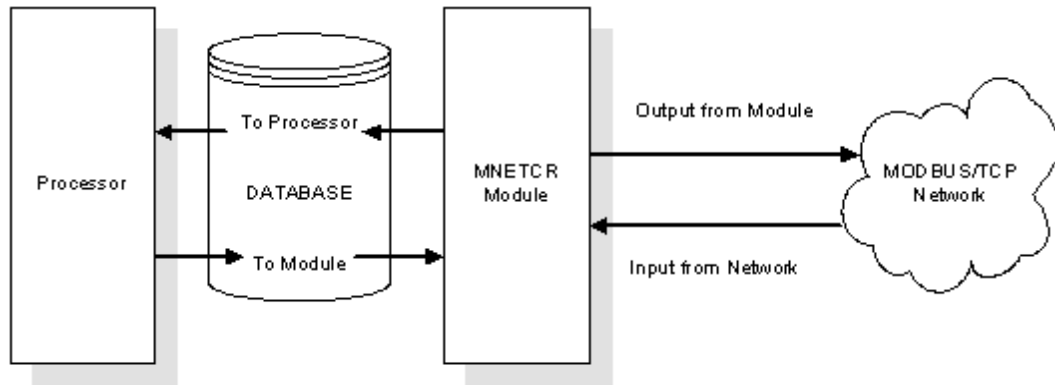 Output from Module
To Processor
Processor
DATABASE
MNETCR
Module
MODBUS/TCP
Network
To Module
Input from Network